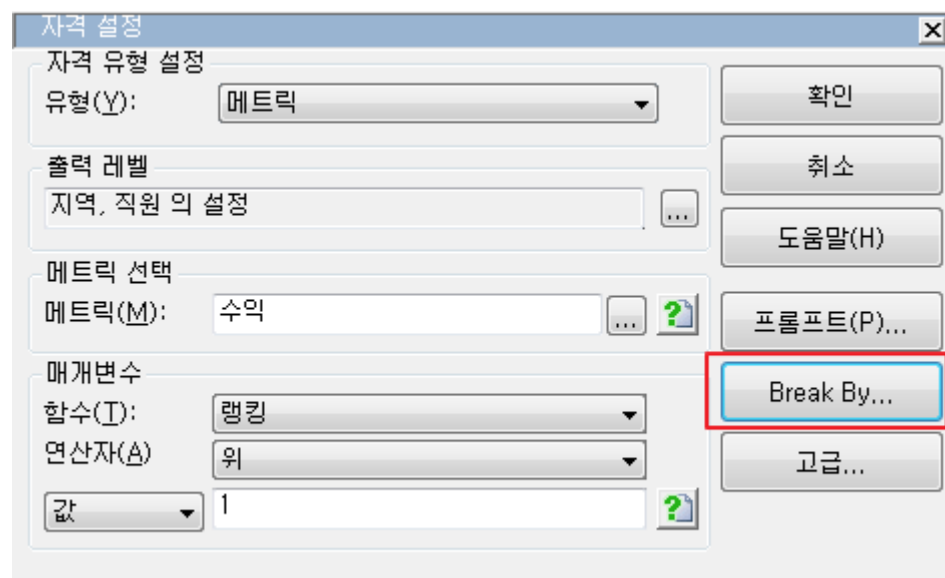 자격 설정
자격 유형 설정
유형(Y): 메트릭
확인
출력 레벨
취소
지역, 직원 의 설정
...
도움말(H)
메트릭 선택
메트릭(M): 수익 ...
프롬프트(P)...
매개변수
Break By...
함수(T): 랭킹
연산자(A) 위
고급...
값 1